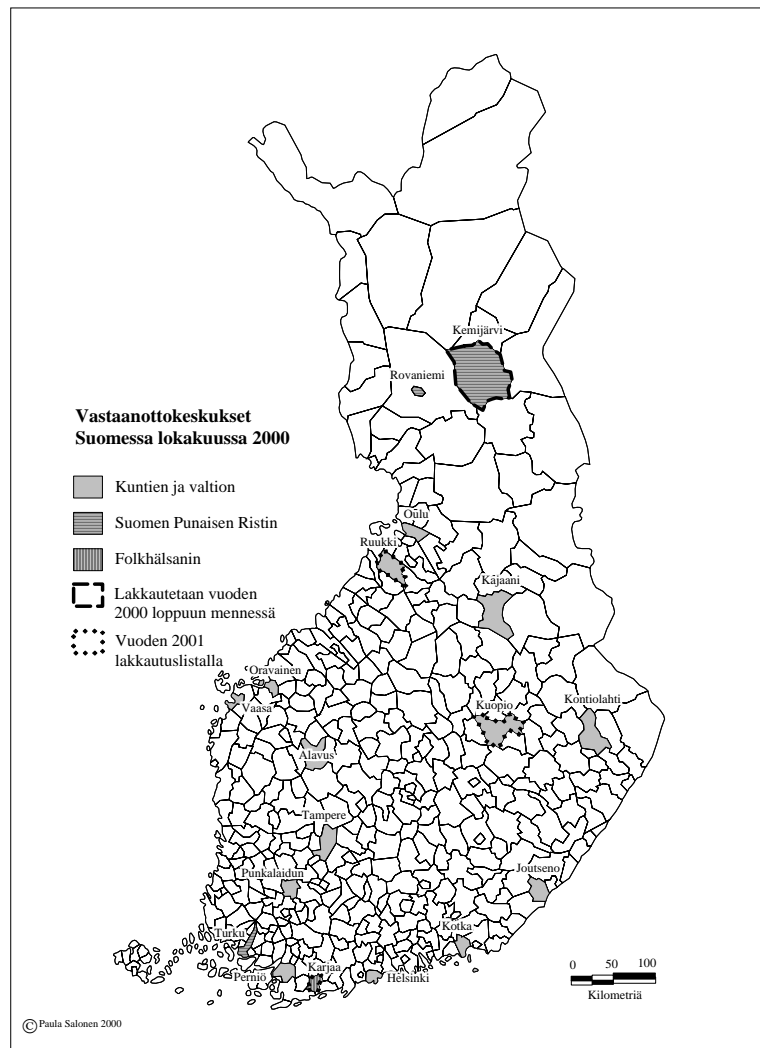 Kemijärvi
Rovaniemi
Vastaanottokeskukset
Suomessa lokakuussa 2000
Kuntien ja valtion
Suomen Punaisen Ristin
Folkhälsanin
Lakkautetaan vuoden
2000 loppuun mennessä
Vuoden 2001
lakkautuslistalla
Oulu
Ruukki
Kajaani
Oravainen
Vaasa
Kuopio
Kontiolahti
Alavus
Tampere
Punkalaidun
Joutseno
Turku
Kotka
Perniö
Karjaa
Helsinki
0 50 100
Kilometriä
© Paula Salonen 2000